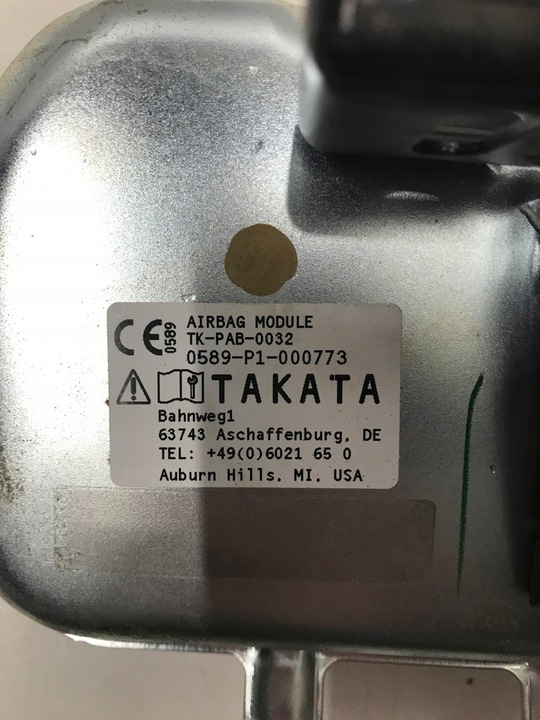 CE 0589
AIRBAG MODULE
TK-PAB-0032
0589-P1-000773
TAKATA
Bahnweg1
63743 Aschaffenburg, DE
TEL: +49(0)6021 65 0
Auburn Hills. MI. USA